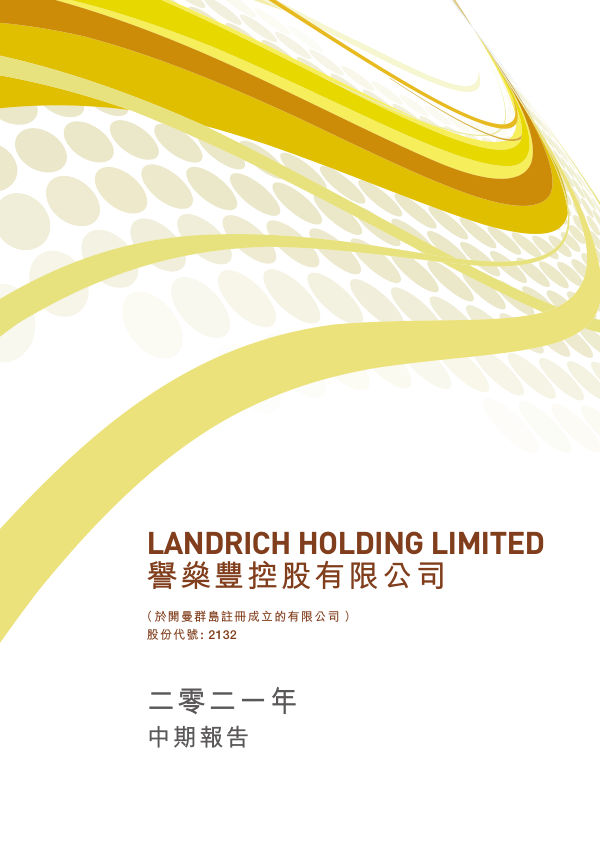 LANDRICH HOLDING LIMITED
譽燊豐控股有限公司
（於開曼群島註冊成立的有限公司）
股份代號: 2132
二零二一年
中期報告